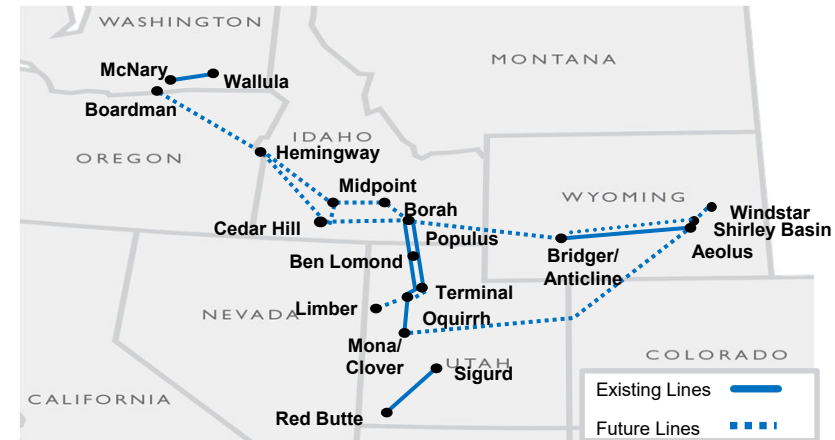 WASHINGTON
MONTANA
McNary
Wallula
Boardman
IDAHO
OREGON
Hemingway
Midpoint
WYOMING
Borah
Windstar
Cedar Hill
Shirley Basin
Populus
Bridger/
Anticline
Aeolus
Ben Lomond
Terminal
Limber
NEVADA
Oquirrh
Mona/
Clover
UTAH
COLORADO
Sigurd
Existing Lines
CALIFORNIA
Red Butte
Future Lines